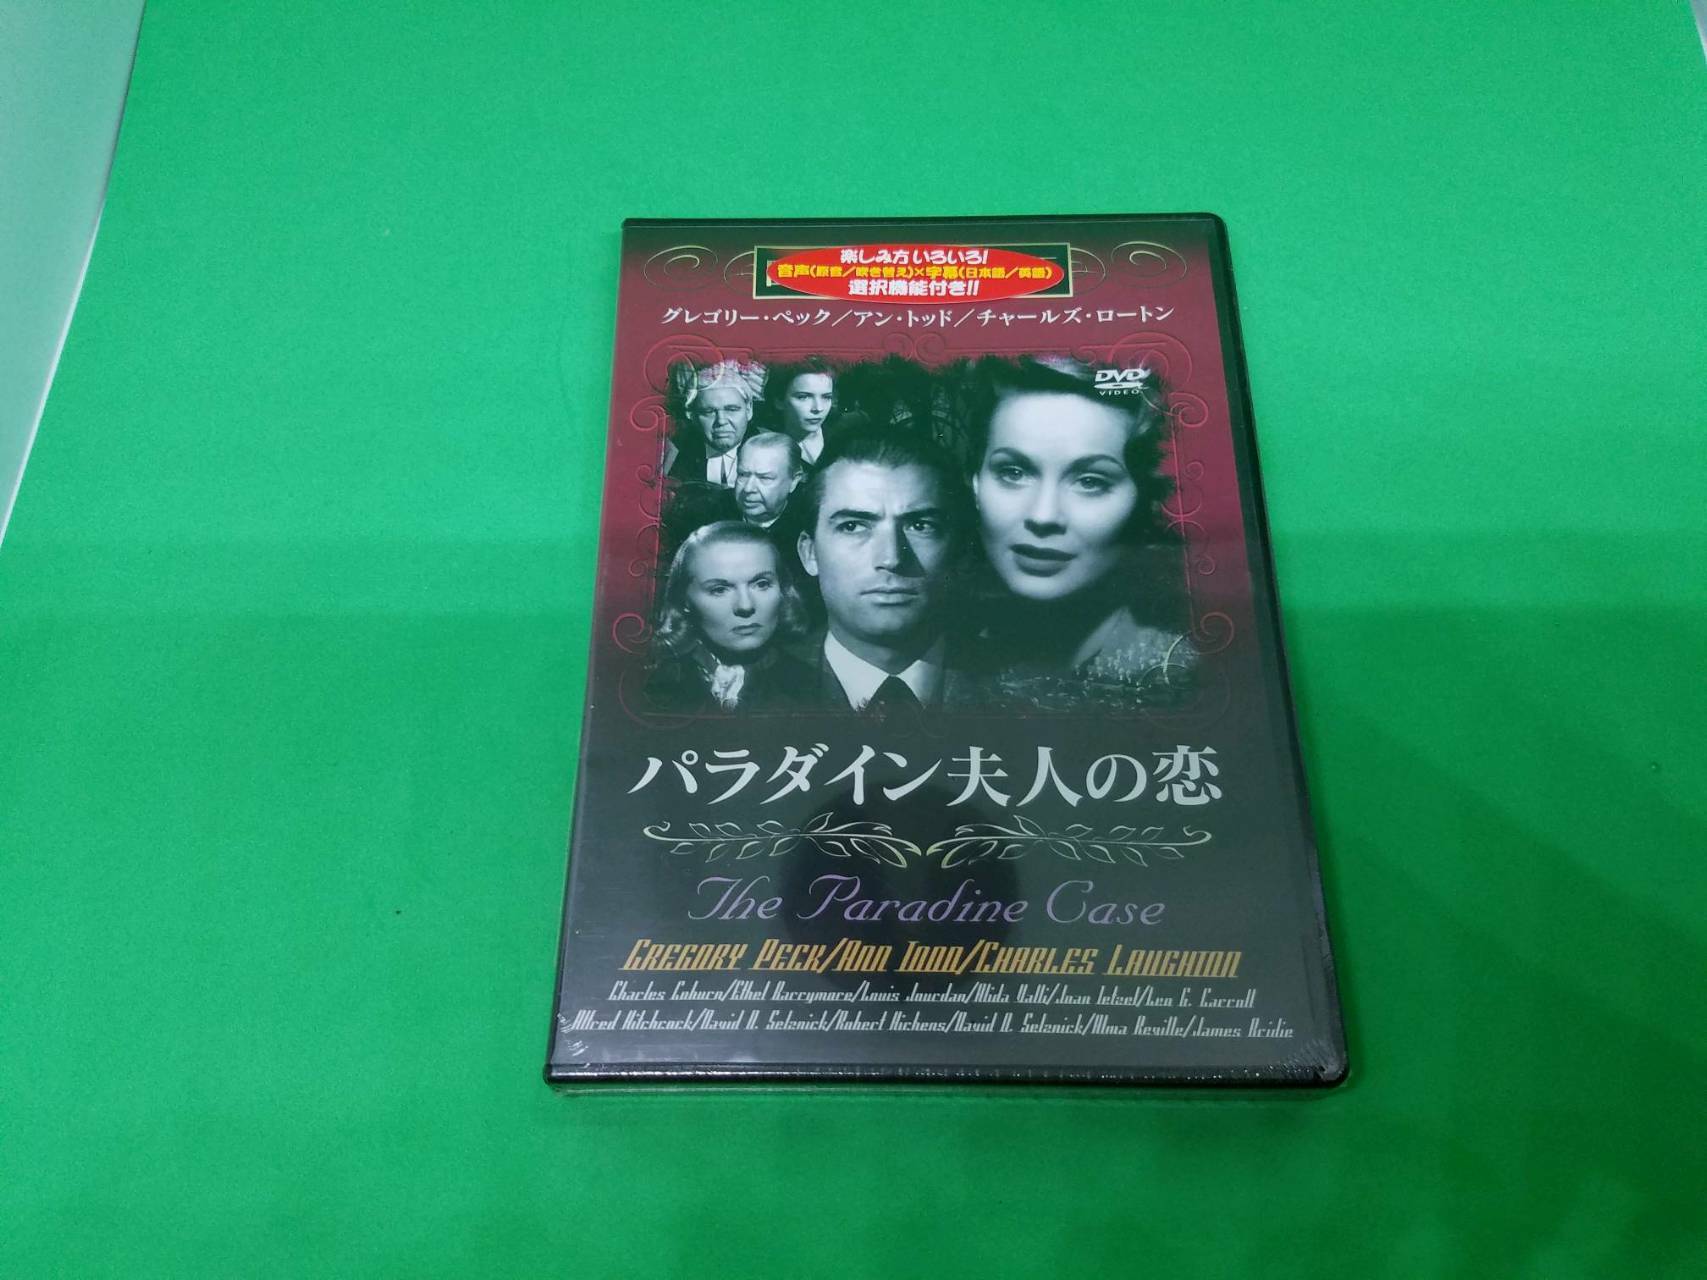 楽しみ方いろいろ!
音声(原音/吹き替え)×字幕(日本語/英語)
選択機能付き!!
グレゴリー・ペック/アン・トッド/チャールズ・ロートン
DVD
VIDEO
パラダイン夫人の恋
The Paradine Case
GREGORY PECK/ANN TODD/CHARLES LAUGHTON
Charles Coburn/Ethel Barrymore/Louis Jourdan/Alida Valli/Joan Tetzel/Leo G. Carroll
Alfred Hitchcock/David O. Selznick/Robert Hichens/David O. Selznick/Alma Reville/James Bridie